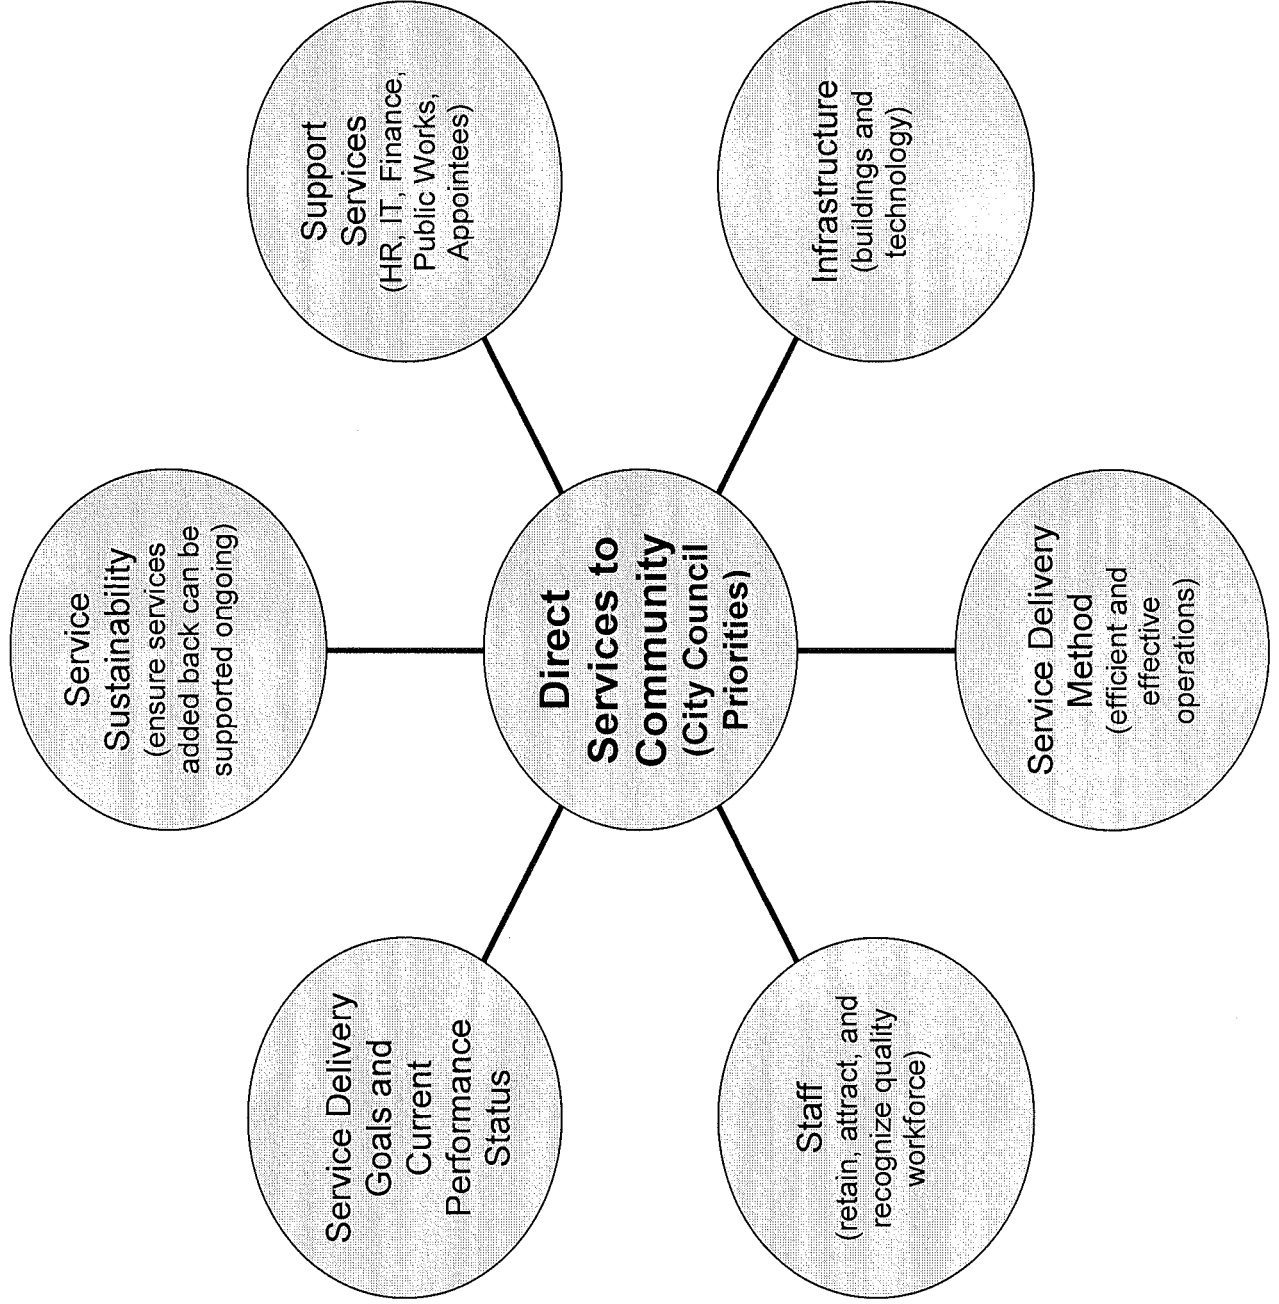 Service
Sustainability
(ensure services
added back can be
supported ongoing)
Service Delivery
Goals and
Current
Performance
Status
Support
Services
(HR, IT, Finance,
Public Works,
Appointees)
Direct
Services to
Community
(City Council
Priorities)
Staff
(retain, attract, and
recognize quality
workforce)
Infrastructure
(buildings and
technology)
Service Delivery
Method
(efficient and
effective
operations)